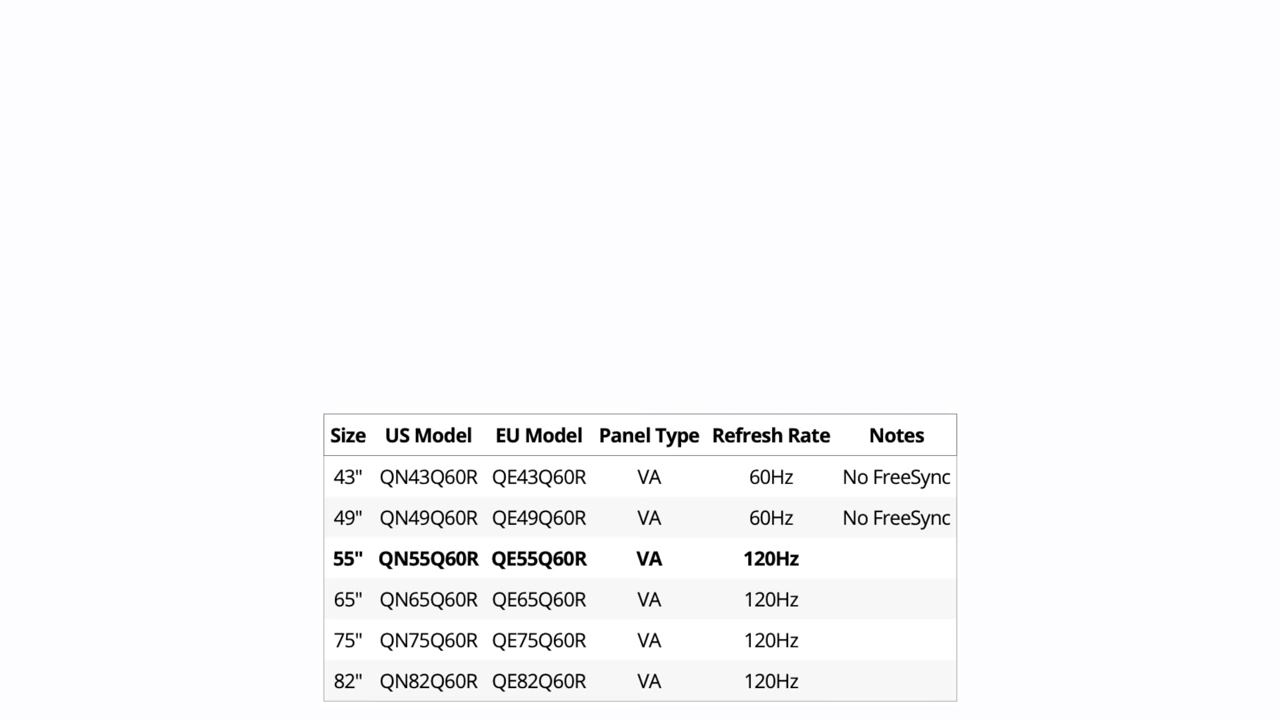 Size US Model EU Model Panel Type Refresh Rate Notes
43" QN43Q60R QE43Q60R VA 60Hz No FreeSync
49" QN49Q60R QE49Q60R VA 60Hz No FreeSync
55" QN55Q60R QE55Q60R VA 120Hz
65" QN65Q60R QE65Q60R VA 120Hz
75" QN75Q60R QE75Q60R VA 120Hz
82" QN82Q60R QE82Q60R VA 120Hz